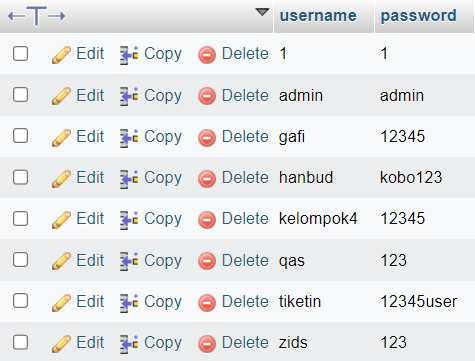 username password
Edit Copy Delete 1 1
Edit Copy Delete admin admin
Edit Copy Delete gafi 12345
Edit Copy Delete hanbud kobo123
Edit Copy Delete kelompok4 12345
Edit Copy Delete qas 123
Edit Copy Delete tiketin 12345user
Edit Copy Delete zids 123